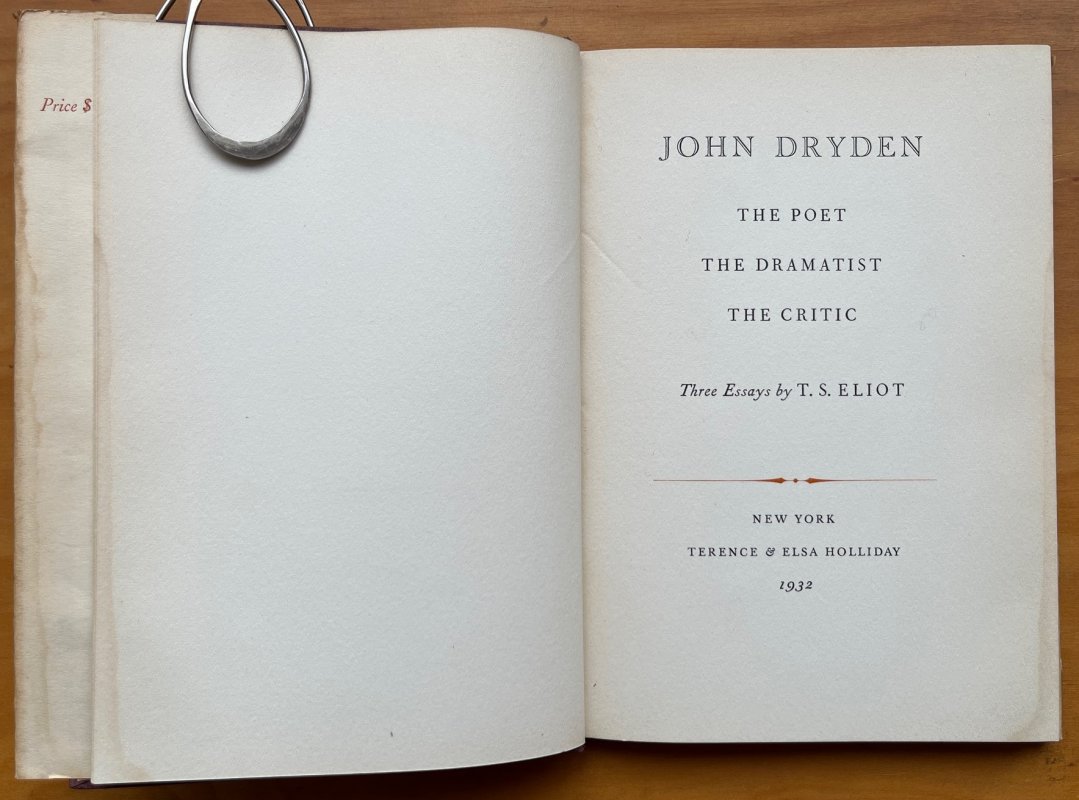 Price $
JOHN DRYDEN
THE POET
THE DRAMATIST
THE CRITIC
Three Essays by T. S. ELIOT
NEW YORK
TERENCE & ELSA HOLLIDAY
1932